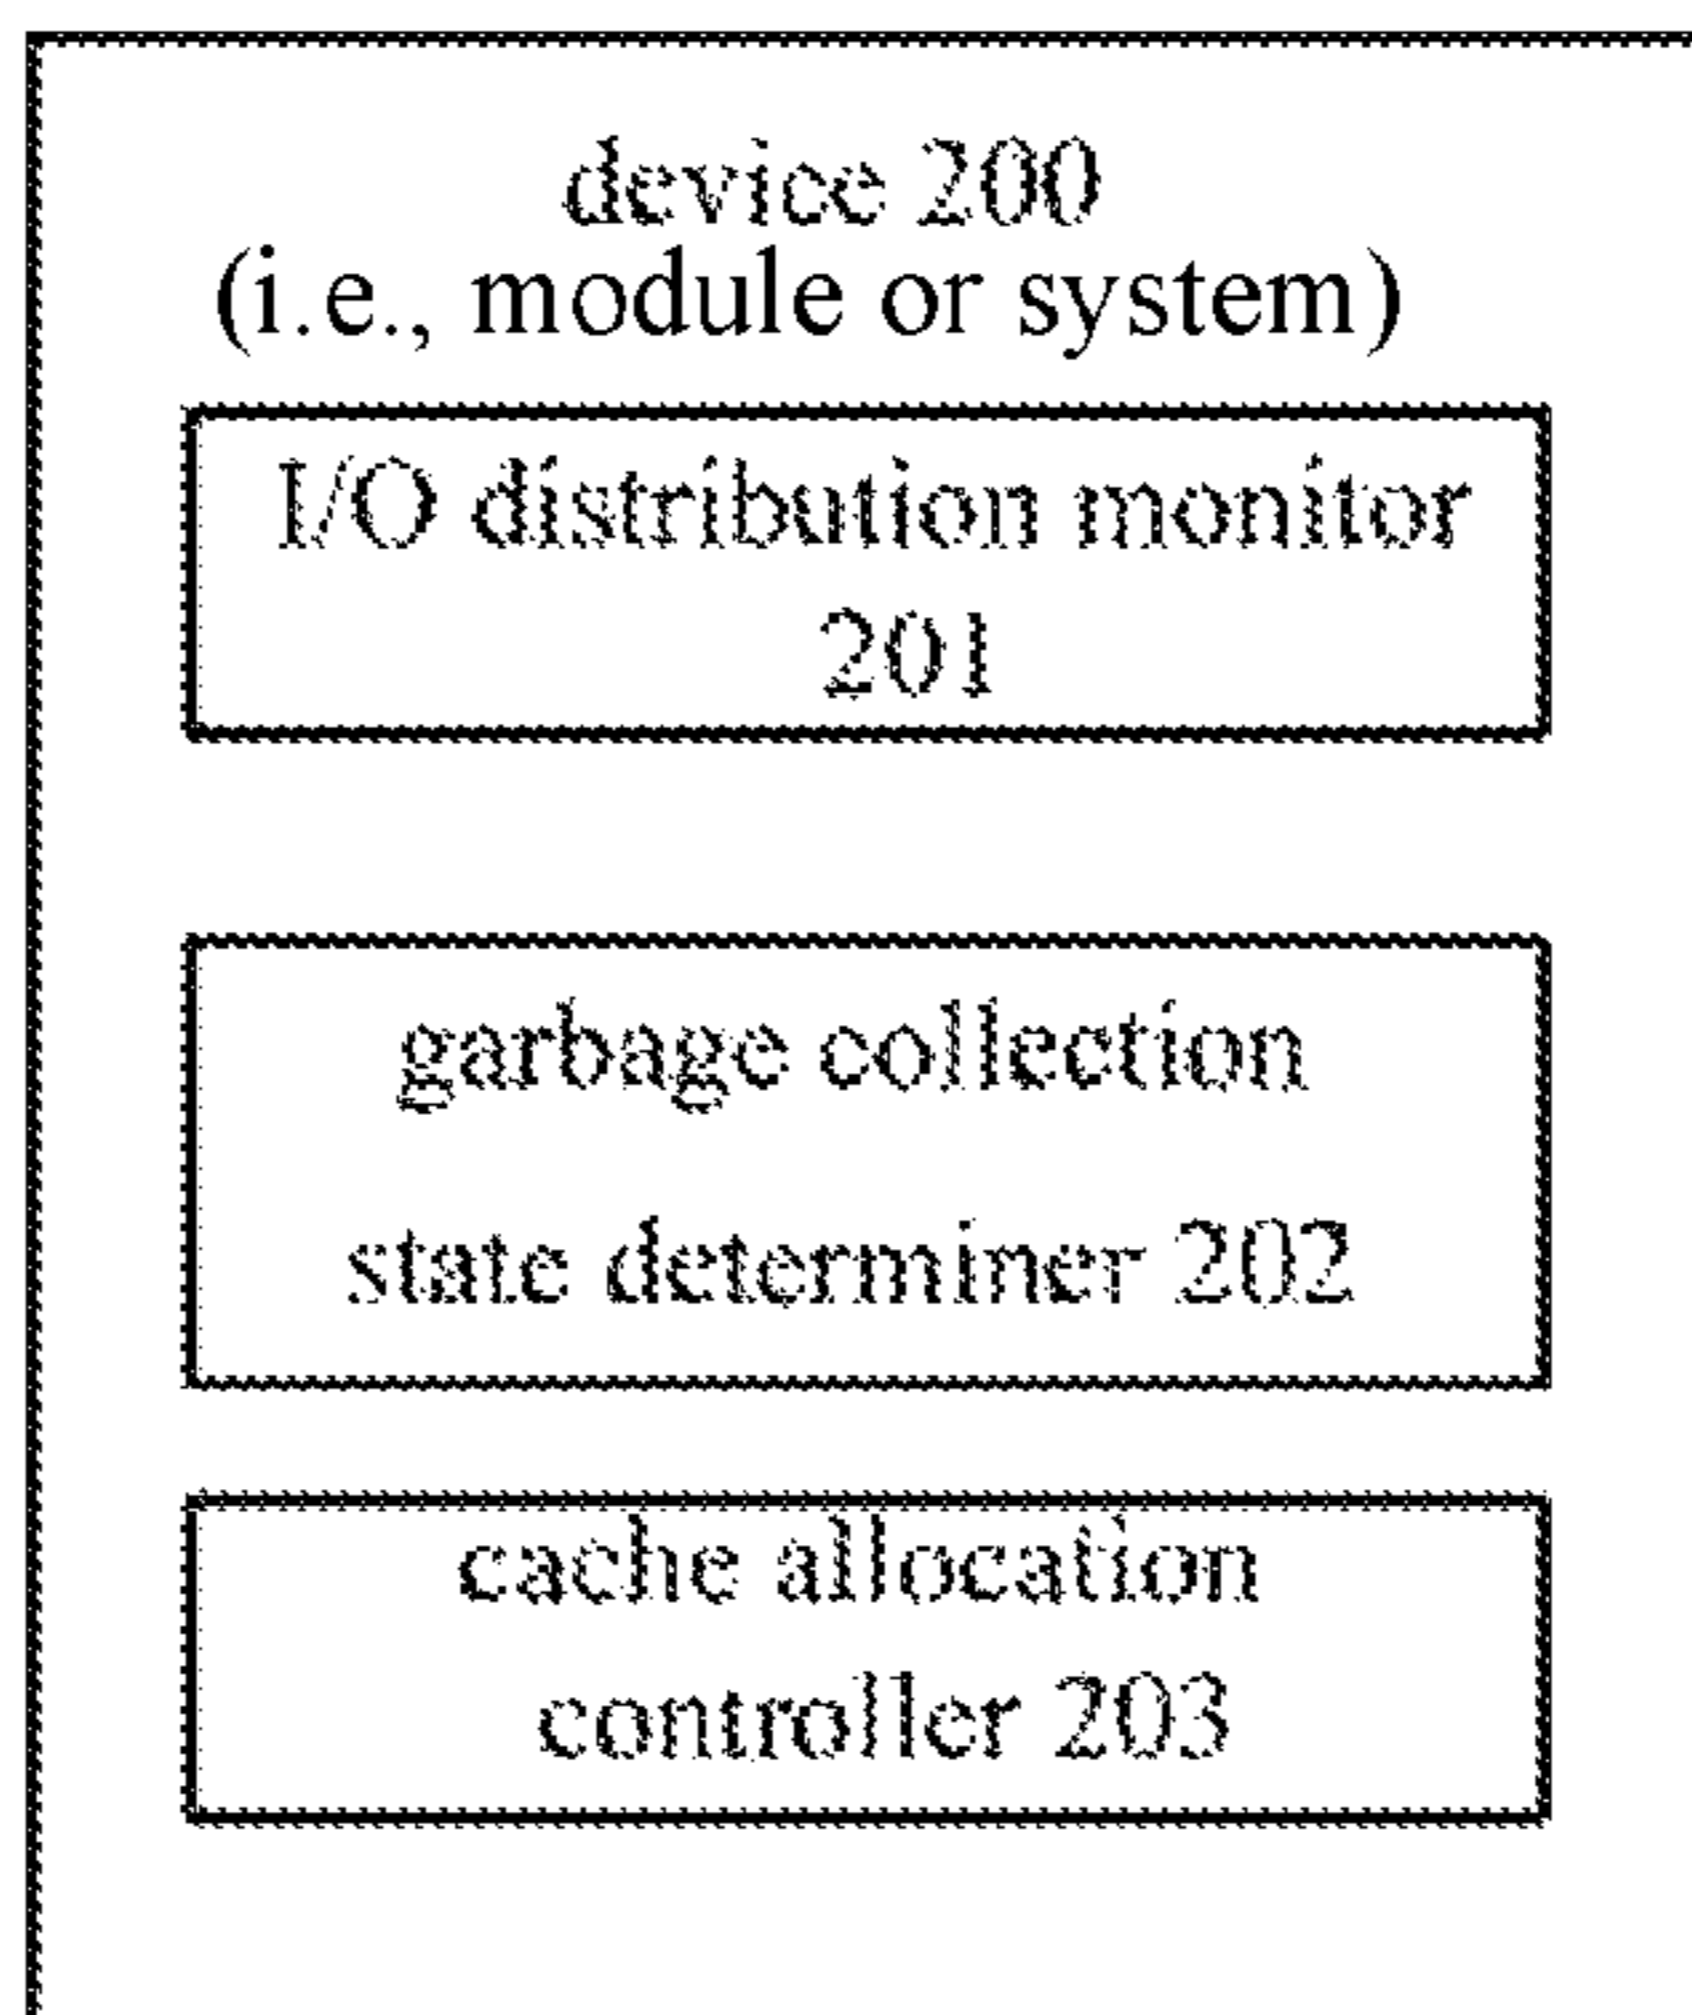 device 200
(i.e., module or system)
I/O distribution monitor
201
garbage collection
state determiner 202
cache allocation
controller 203